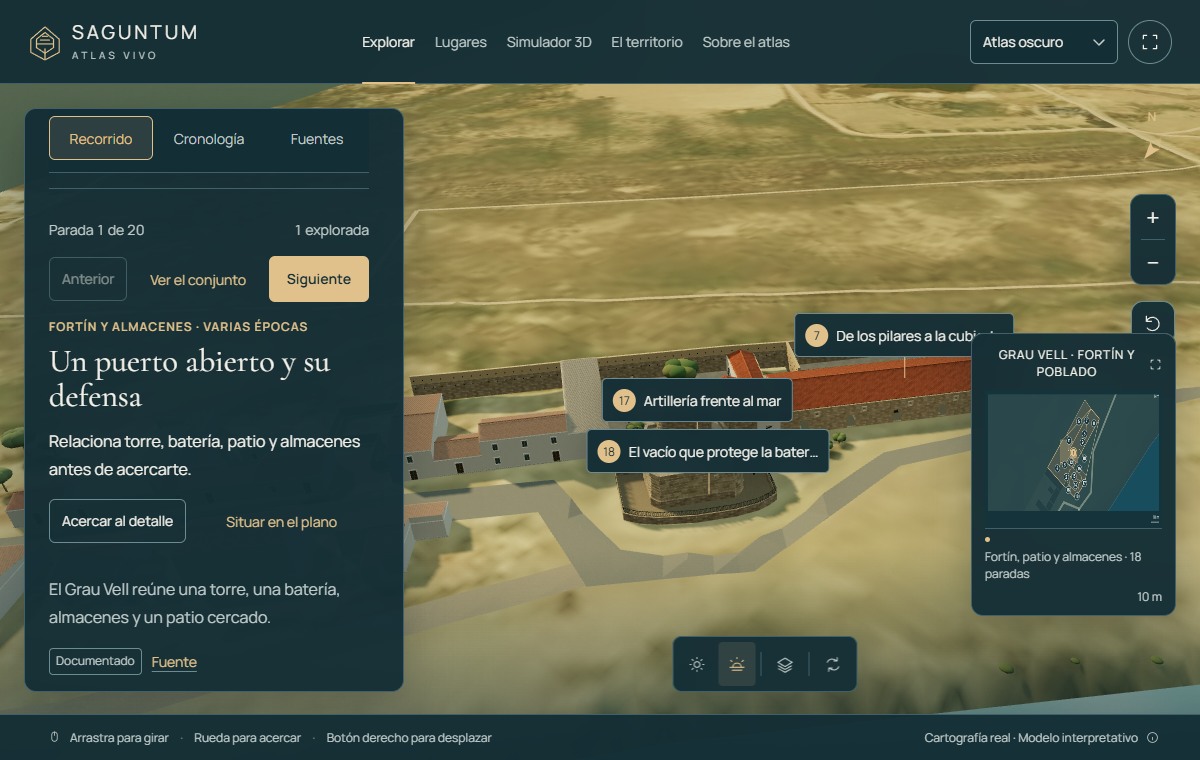 SAGUNTUM
ATLAS VIVO
Explorar
Lugares
Simulador 3D
El territorio
Sobre el atlas
Atlas oscuro
N
Recorrido
Cronología
Fuentes
Parada 1 de 20
1 explorada
Anterior
Ver el conjunto
Siguiente
FORTÍN Y ALMACENES · VARIAS ÉPOCAS
Un puerto abierto y su
defensa
Relaciona torre, batería, patio y almacenes
antes de acercarte.
Acercar al detalle
Situar en el plano
El Grau Vell reúne una torre, una batería,
almacenes y un patio cercado.
Documentado
Fuente
7 De los pilares a la
17 Artillería frente al mar
18 El vacío que protege la bater…
+
−
GRAU VELL · FORTÍN Y
POBLADO
Fortín, patio y almacenes · 18
paradas
10 m
Arrastra para girar · Rueda para acercar · Botón derecho para desplazar
Cartografía real · Modelo interpretativo